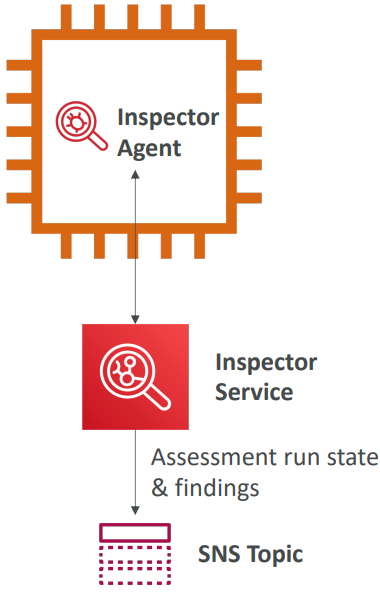 Inspector
Agent
Inspector
Service
Assessment run state
& findings
SNS Topic